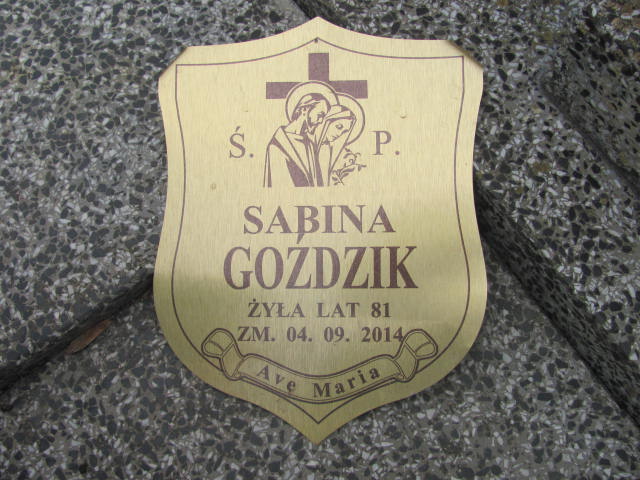 Ś. P.
SABINA
GOŹDZIK
ŻYŁA LAT 81
ZM. 04. 09. 2014
Ave Maria